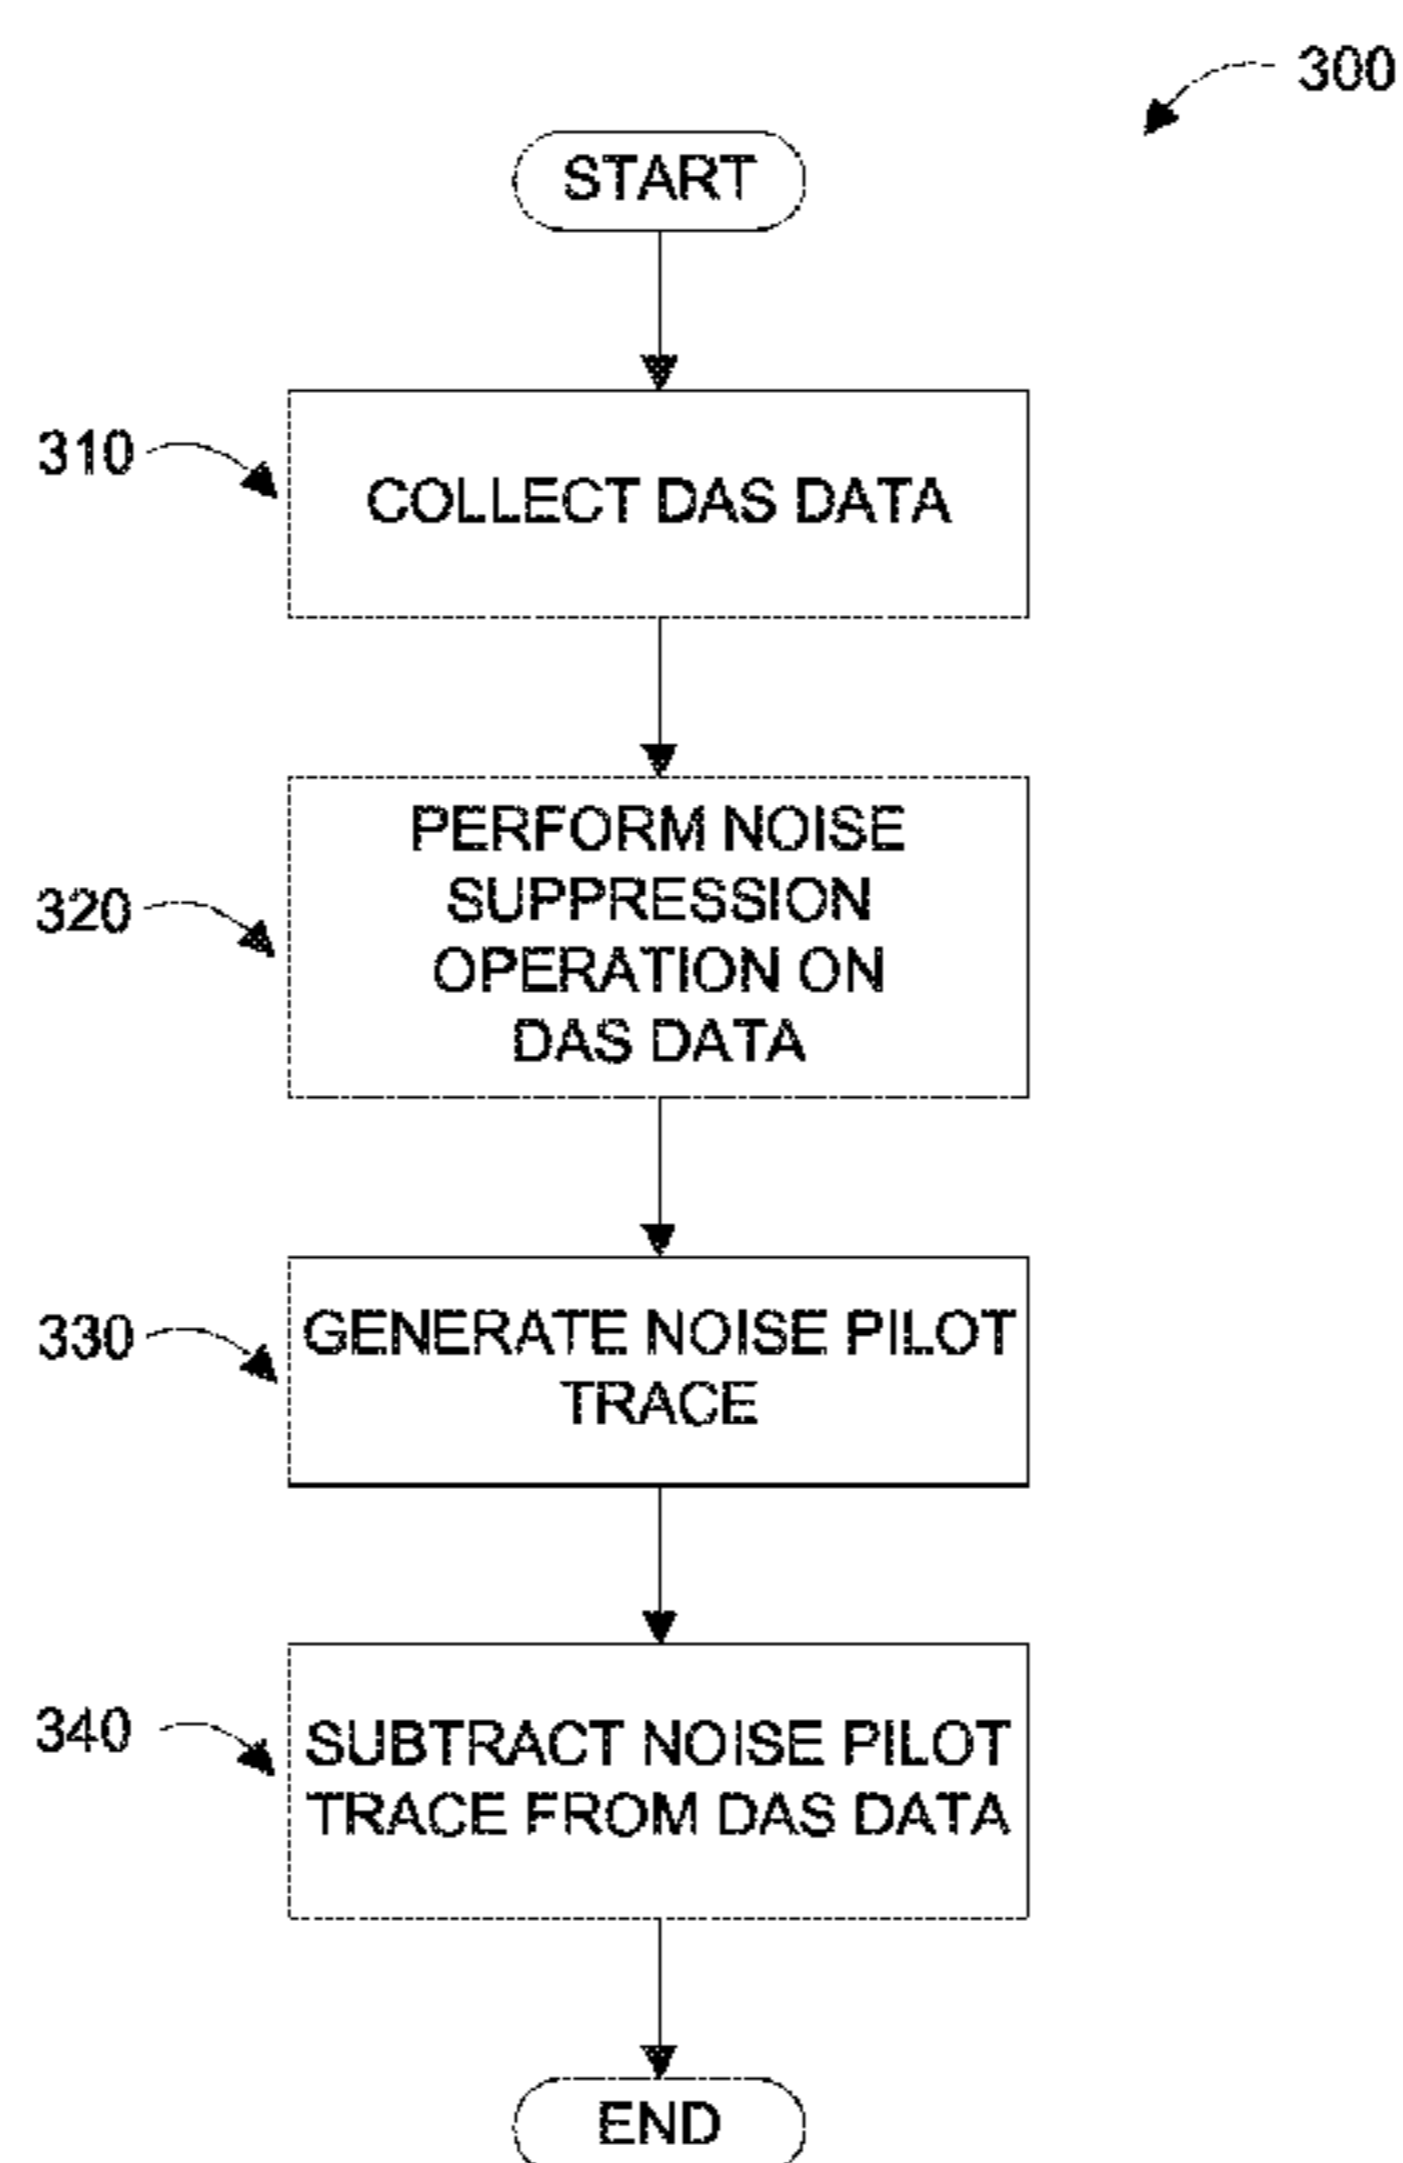 300
START
310
COLLECT DAS DATA
320
PERFORM NOISE
SUPPRESSION
OPERATION ON
DAS DATA
330
GENERATE NOISE PILOT
TRACE
340
SUBTRACT NOISE PILOT
TRACE FROM DAS DATA
END